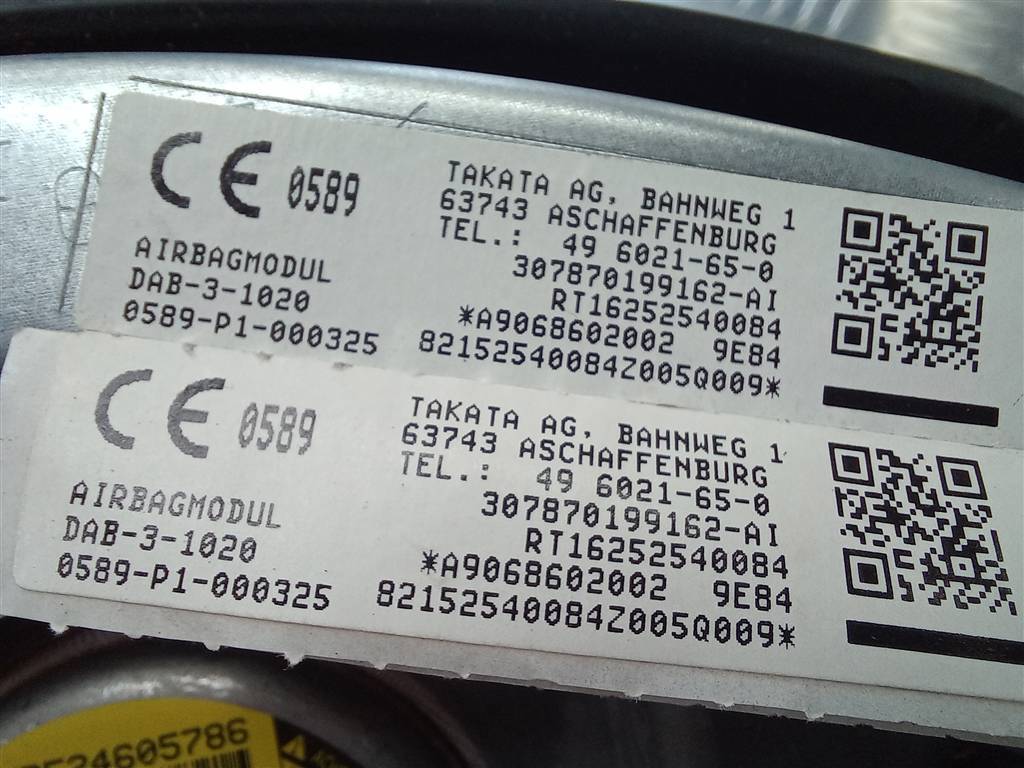 CE 0589
AIRBAGMODUL
DAB-3-1020
0589-P1-000325
TAKATA AG, BAHNWEG 1
63743 ASCHAFFENBURG
TEL.: 49 6021-65-0
307870199162-AI
RT16252540084
*A9068602002 9E84
82152540084Z005Q009*
CE 0589
AIRBAGMODUL
DAB-3-1020
0589-P1-000325
TAKATA AG, BAHNWEG 1
63743 ASCHAFFENBURG
TEL.: 49 6021-65-0
307870199162-AI
RT16252540084
*A9068602002 9E84
82152540084Z005Q009*
524605786